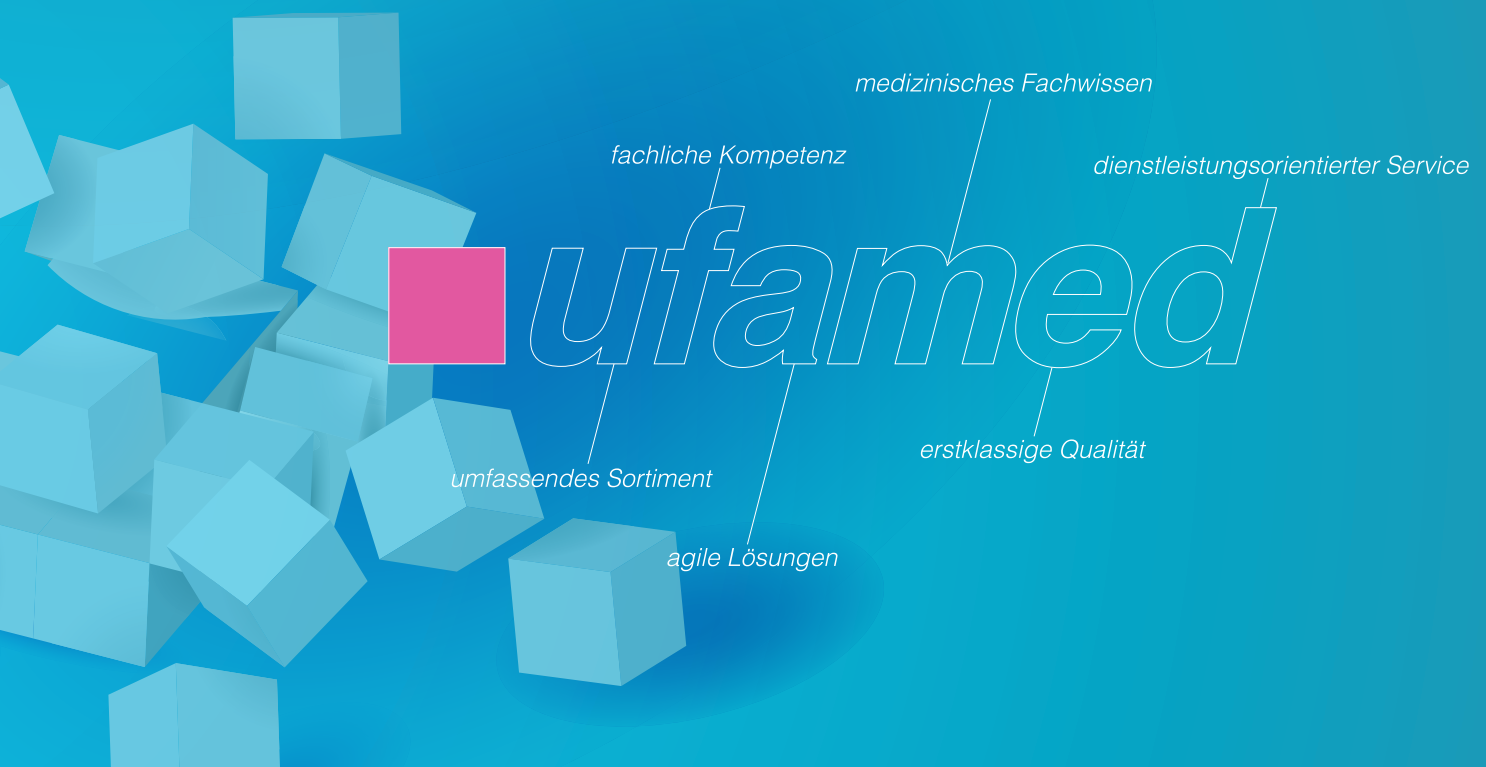 medizinisches Fachwissen
fachliche Kompetenz
dienstleistungsorientierter Service
ufamed
erstklassige Qualität
umfassendes Sortiment
agile Lösungen